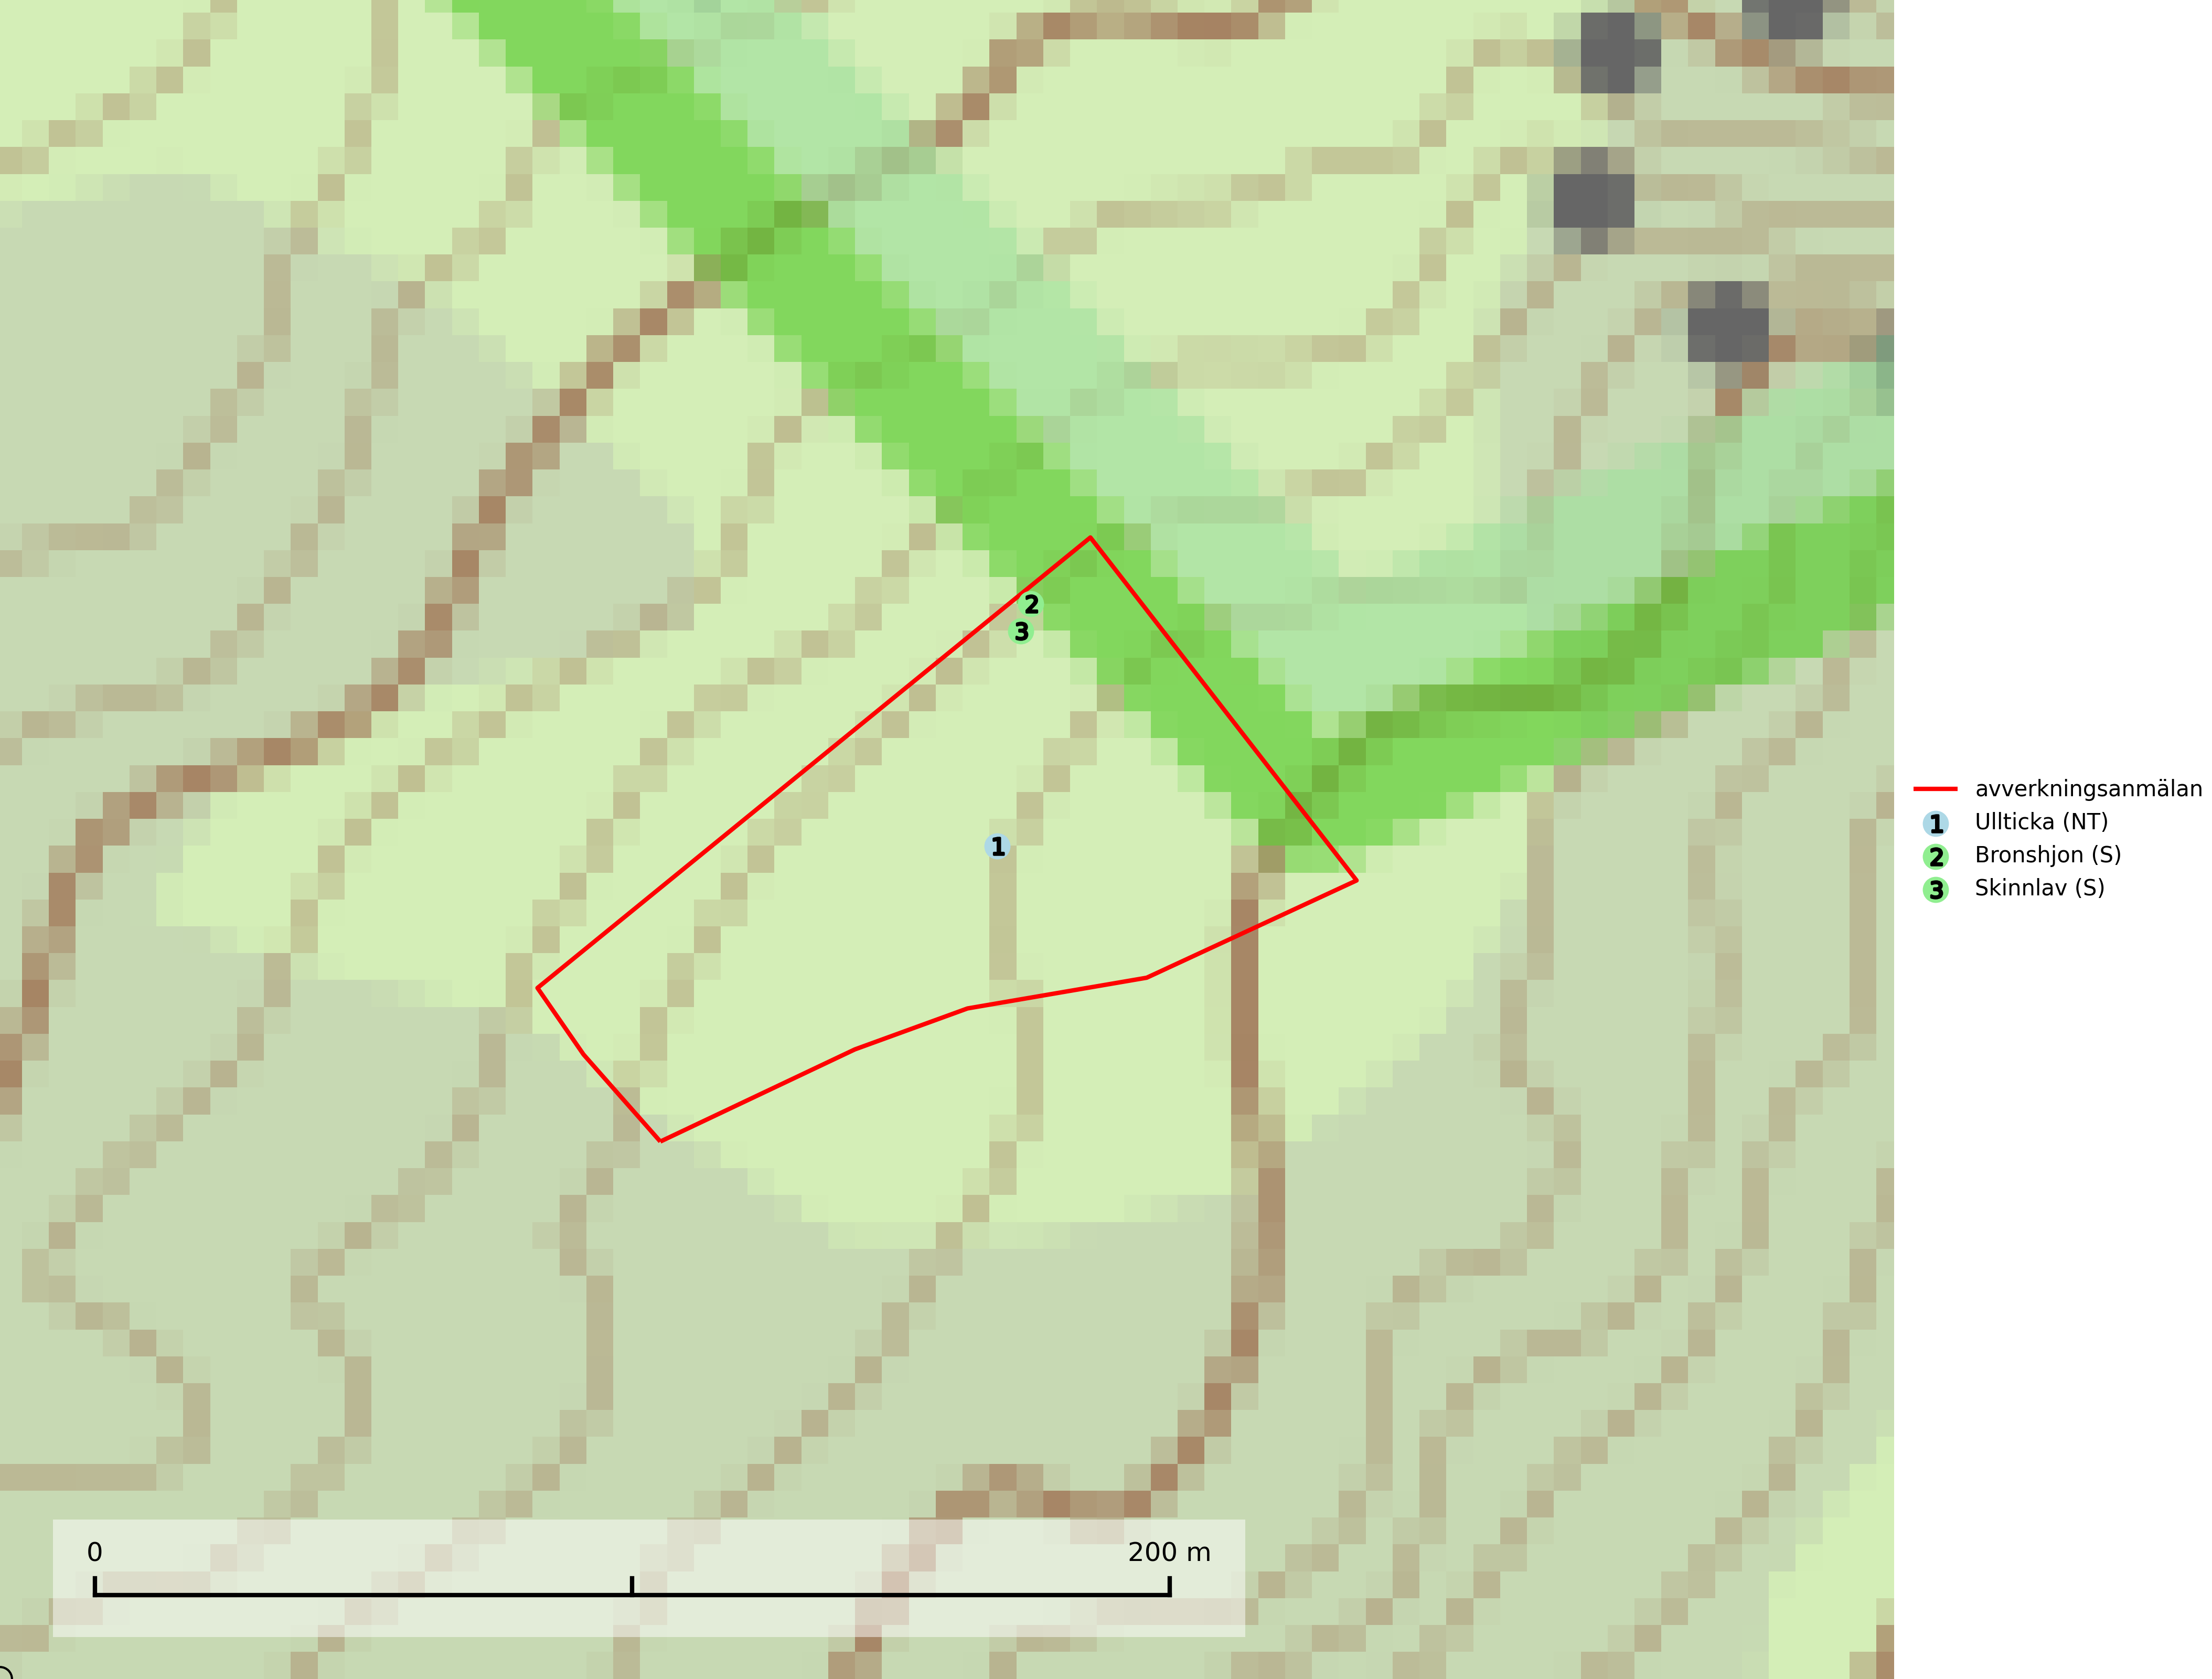 2
3
1
avverkningsanmälan
1 Ullticka (NT)
2 Bronshjon (S)
3 Skinnlav (S)
0 200 m